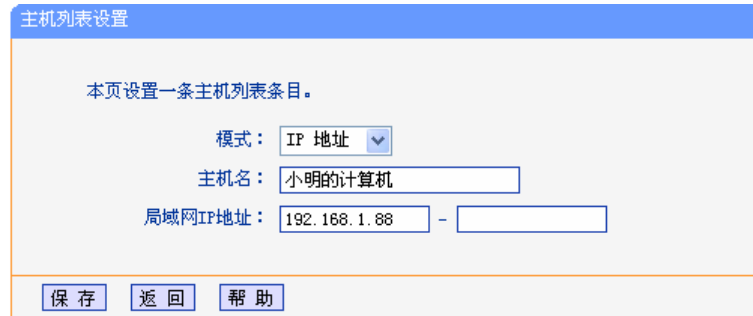 主机列表设置
本页设置一条主机列表条目。
模式： IP 地址
主机名： 小明的计算机
局域网IP地址： 192.168.1.88 -
保 存 返 回 帮 助